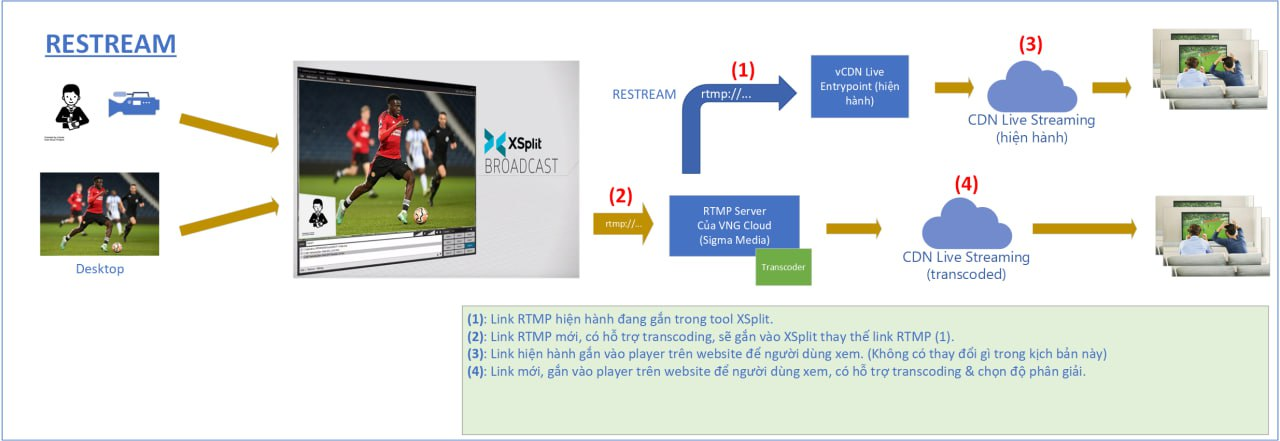 RESTREAM
Desktop
XSplit
BROADCAST
RESTREAM
(1)
rtmp://...
vCDN Live
Entrypoint (hiện
hành)
(3)
CDN Live Streaming
(hiện hành)
(2)
rtmp://...
RTMP Server
Của VNG Cloud
(Sigma Media)
Transcoder
(4)
CDN Live Streaming
(transcoded)
(1): Link RTMP hiện hành đang gắn trong tool XSplit.
(2): Link RTMP mới, có hỗ trợ transcoding, sẽ gắn vào XSplit thay thế link RTMP (1).
(3): Link hiện hành gắn vào player trên website để người dùng xem. (Không có thay đổi gì trong kịch bản này)
(4): Link mới, gắn vào player trên website để người dùng xem, có hỗ trợ transcoding & chọn độ phân giải.